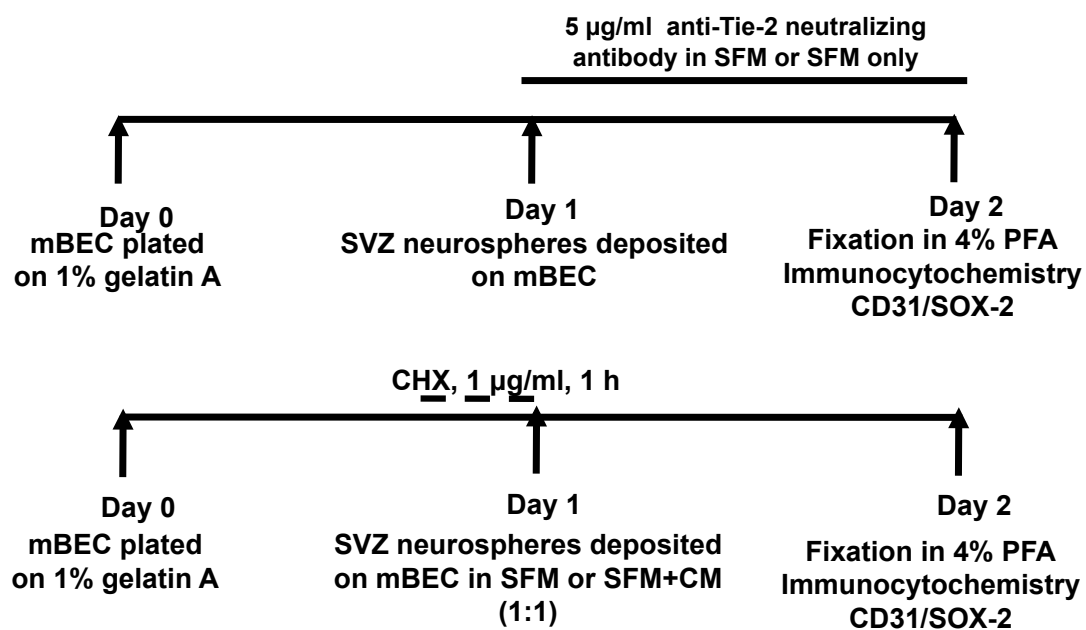 5 µg/ml anti-Tie-2 neutralizing
antibody in SFM or SFM only
Day 0
mBEC plated
on 1% gelatin A
Day 1
SVZ neurospheres deposited
on mBEC
Day 2
Fixation in 4% PFA
Immunocytochemistry
CD31/SOX-2
CHX, 1 µg/ml, 1 h
Day 0
mBEC plated
on 1% gelatin A
Day 1
SVZ neurospheres deposited
on mBEC in SFM or SFM+CM
(1:1)
Day 2
Fixation in 4% PFA
Immunocytochemistry
CD31/SOX-2